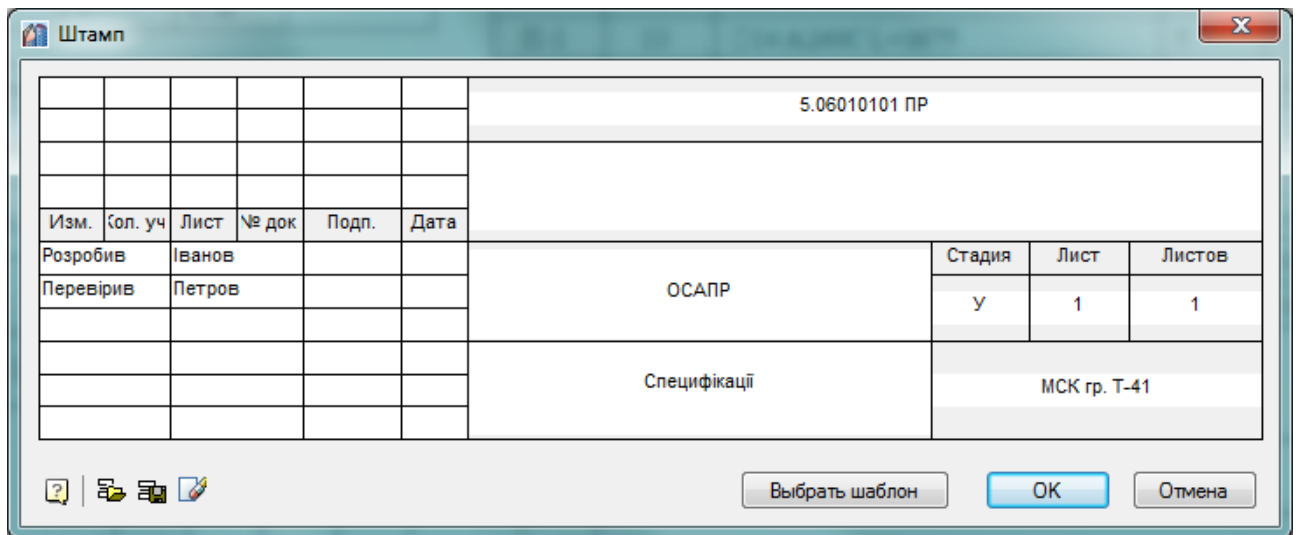 Штамп
5.06010101 ПР
Изм. Кол. уч Лист № док Подп. Дата
Розробив Іванов
Перевірив Петров
ОСАПР
Стадия Лист Листов
У 1 1
Специфікації
МСК гр. Т-41
Выбрать шаблон OK Отмена